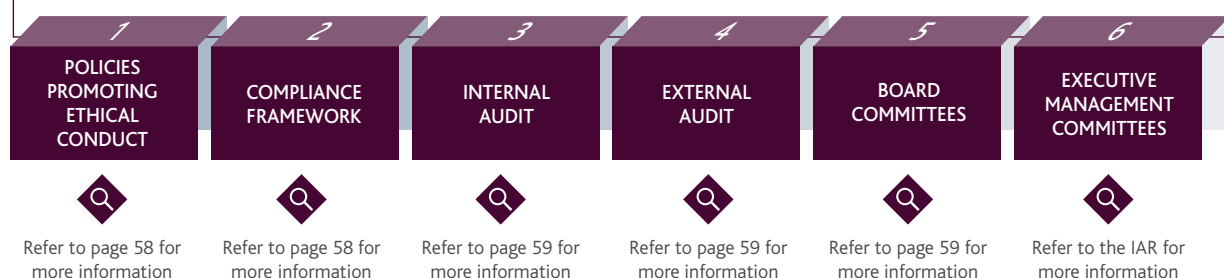 1
POLICIES
PROMOTING
ETHICAL
CONDUCT
Refer to page 58 for
more information
2
COMPLIANCE
FRAMEWORK
Refer to page 58 for
more information
3
INTERNAL
AUDIT
Refer to page 59 for
more information
4
EXTERNAL
AUDIT
Refer to page 59 for
more information
5
BOARD
COMMITTEES
Refer to page 59 for
more information
6
EXECUTIVE
MANAGEMENT
COMMITTEES
Refer to the IAR for
more information